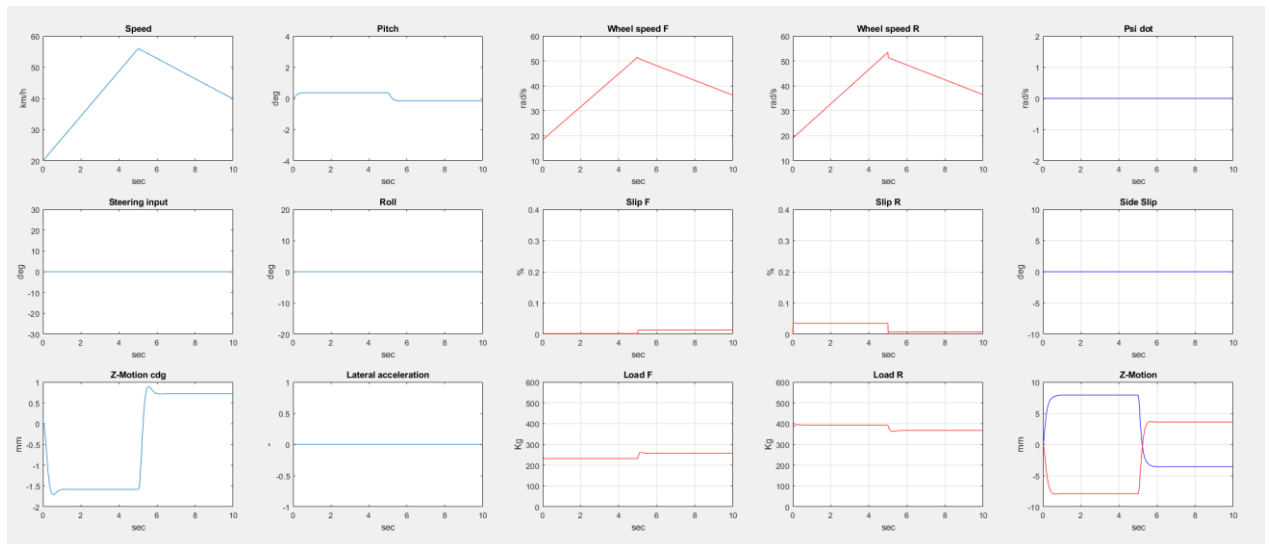 Speed
60
50
40
30
20
km/h
0 2 4 6 8 10
sec
Pitch
4
2
0
-2
-4
deg
0 2 4 6 8 10
sec
Wheel speed F
60
50
40
30
20
10
rad/s
0 2 4 6 8 10
sec
Wheel speed R
60
50
40
30
20
10
rad/s
0 2 4 6 8 10
sec
Psi dot
2
1
0
-1
-2
rad/s
0 2 4 6 8 10
sec
Steering input
30
20
10
0
-10
-20
-30
deg
0 2 4 6 8 10
sec
Roll
20
10
0
-10
-20
deg
0 2 4 6 8 10
sec
Slip F
0.4
0.3
0.2
0.1
0
%
0 2 4 6 8 10
sec
Slip R
0.4
0.3
0.2
0.1
0
%
0 2 4 6 8 10
sec
Side Slip
10
5
0
-5
-10
deg
0 2 4 6 8 10
sec
Z-Motion cdg
1
0.5
0
-0.5
-1
-1.5
-2
mm
0 2 4 6 8 10
sec
Lateral acceleration
1
0.5
0
-0.5
-1
-
0 2 4 6 8 10
sec
Load F
600
500
400
300
200
100
0
Kg
0 2 4 6 8 10
sec
Load R
600
500
400
300
200
100
0
Kg
0 2 4 6 8 10
sec
Z-Motion
10
5
0
-5
-10
mm
0 2 4 6 8 10
sec